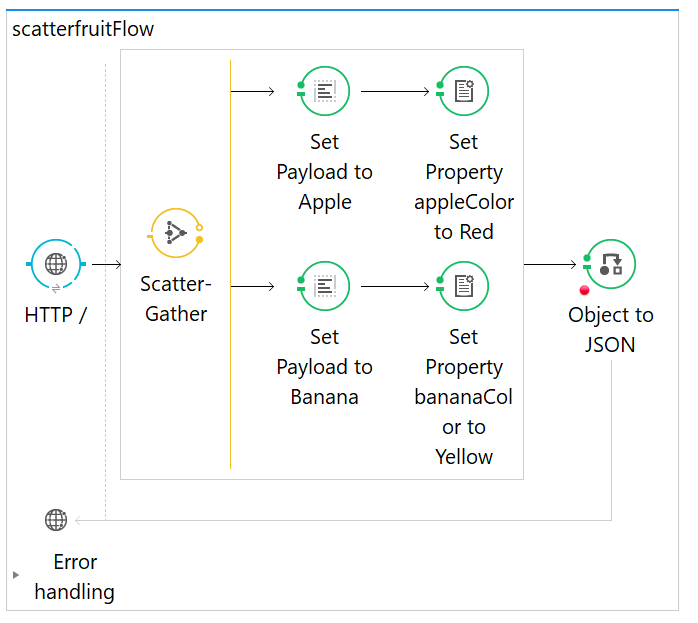 scatterfruitFlow
HTTP /
Scatter-
Gather
Set
Payload to
Apple
Set
Property
appleColor
to Red
Set
Payload to
Banana
Set
Property
bananaCol
or to
Yellow
Object to
JSON
Error
handling